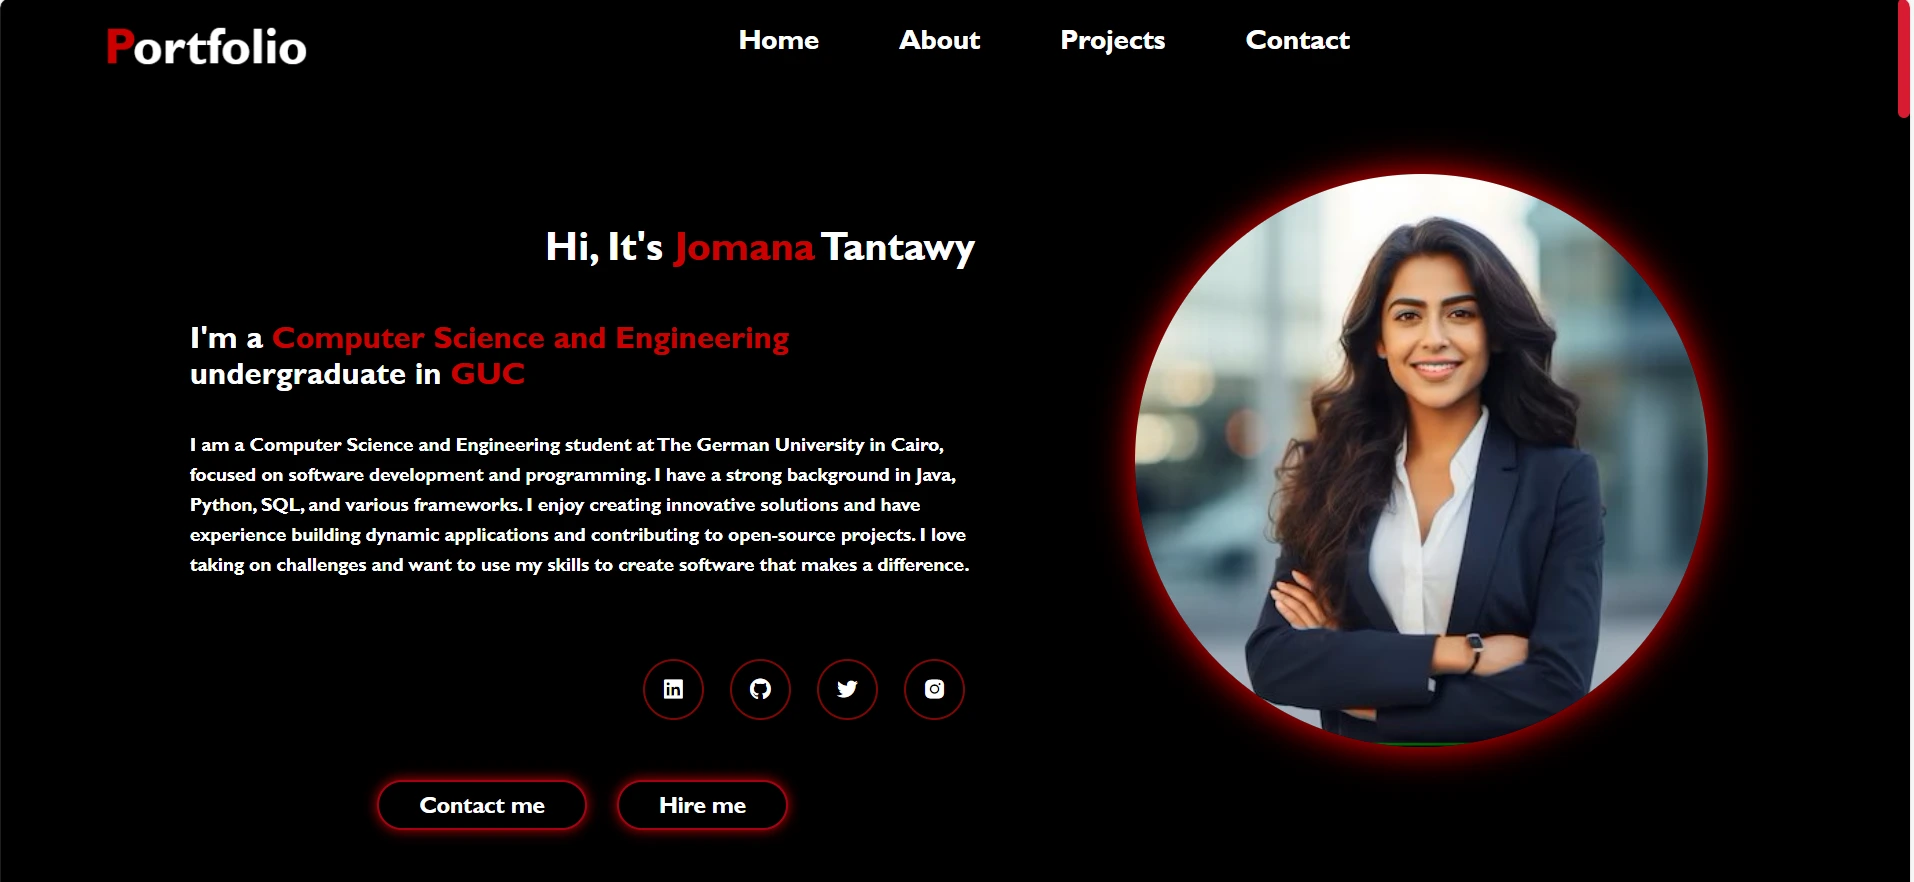 Portfolio
Home About Projects Contact
Hi, It's Jomana Tantawy
I'm a Computer Science and Engineering
undergraduate in GUC
I am a Computer Science and Engineering student at The German University in Cairo,
focused on software development and programming. I have a strong background in Java,
Python, SQL, and various frameworks. I enjoy creating innovative solutions and have
experience building dynamic applications and contributing to open-source projects. I love
taking on challenges and want to use my skills to create software that makes a difference.
Contact me
Hire me